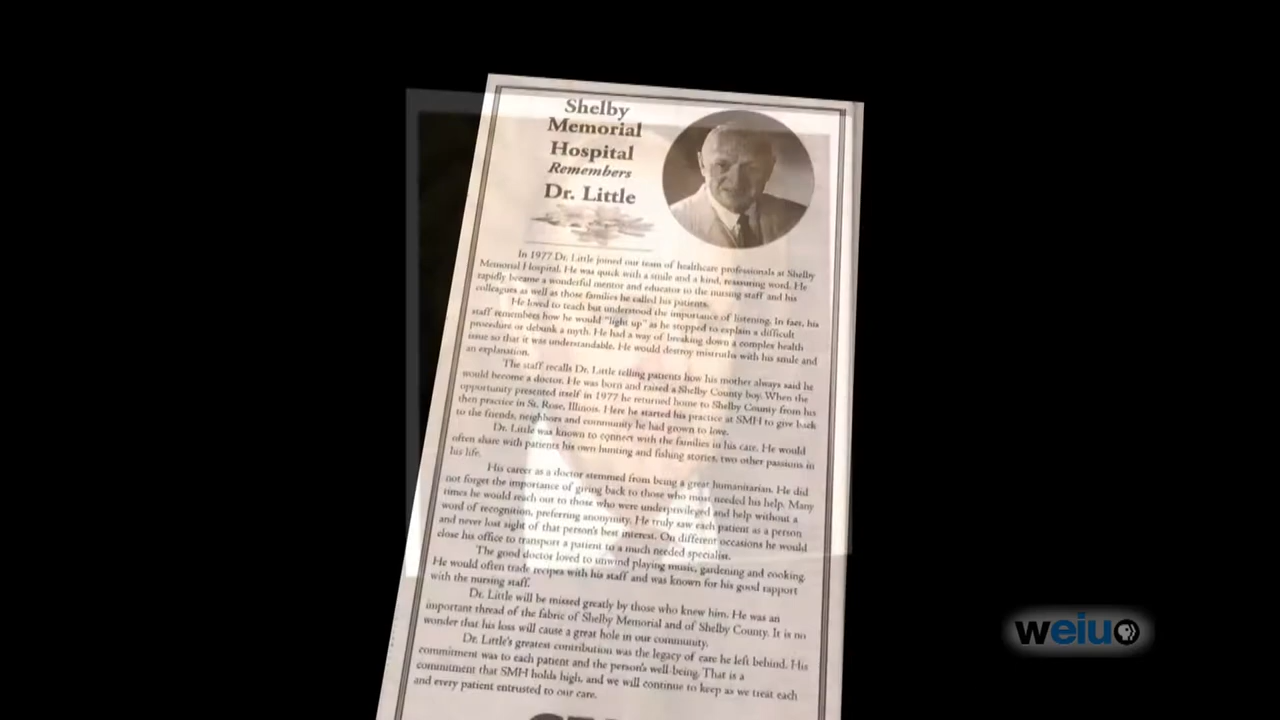 Shelby
Memorial
Hospital
Remembers
Dr. Little
In 1977 Dr. Little joined our team of healthcare professionals at Shelby
Memorial Hospital. He was quick with a smile and a kind, reassuring word. He
rapidly became a wonderful mentor and educator to the nursing staff and his
colleagues as well as those families he called his patients.
He loved to teach but understood the importance of listening. In fact, his
staff remembers how he would "light up" as he stopped to explain a difficult
procedure or debunk a myth. He had a way of breaking down a complex health
issue so that it was understandable. He would destroy mistruths with his smile and
an explanation.
The staff recalls Dr. Little telling patients how his mother always said he
would become a doctor. He was born and raised a Shelby County boy. When the
opportunity presented itself in 1977 he returned home to Shelby County from his
then practice in St. Rose, Illinois. Here he started his practice at SMH to give back
to the friends, neighbors and community he had grown to love.
Dr. Little was known to connect with the families in his care. He would
often share with patients his own hunting and fishing stories, two other passions in
his life.
His career as a doctor stemmed from being a great humanitarian. He did
not forget the importance of giving back to those who most needed his help. Many
times he would reach out to those who were underprivileged and help without a
word of recognition, preferring anonymity. He truly saw each patient as a person
and never lost sight of that person's best interest. On different occasions he would
close his office to transport a patient to a much needed specialist.
The good doctor loved to unwind playing music, gardening and cooking.
He would often trade recipes with his staff and was known for his good rapport
with the nursing staff.
Dr. Little will be missed greatly by those who knew him. He was an
important thread of the fabric of Shelby Memorial and of Shelby County. It is no
wonder that his loss will cause a great hole in our community.
Dr. Little's greatest contribution was the legacy of care he left behind. His
commitment was to each patient and the person's well-being. That is a
commitment that SMH holds high, and we will continue to keep as we treat each
and every patient entrusted to our care.
weiu